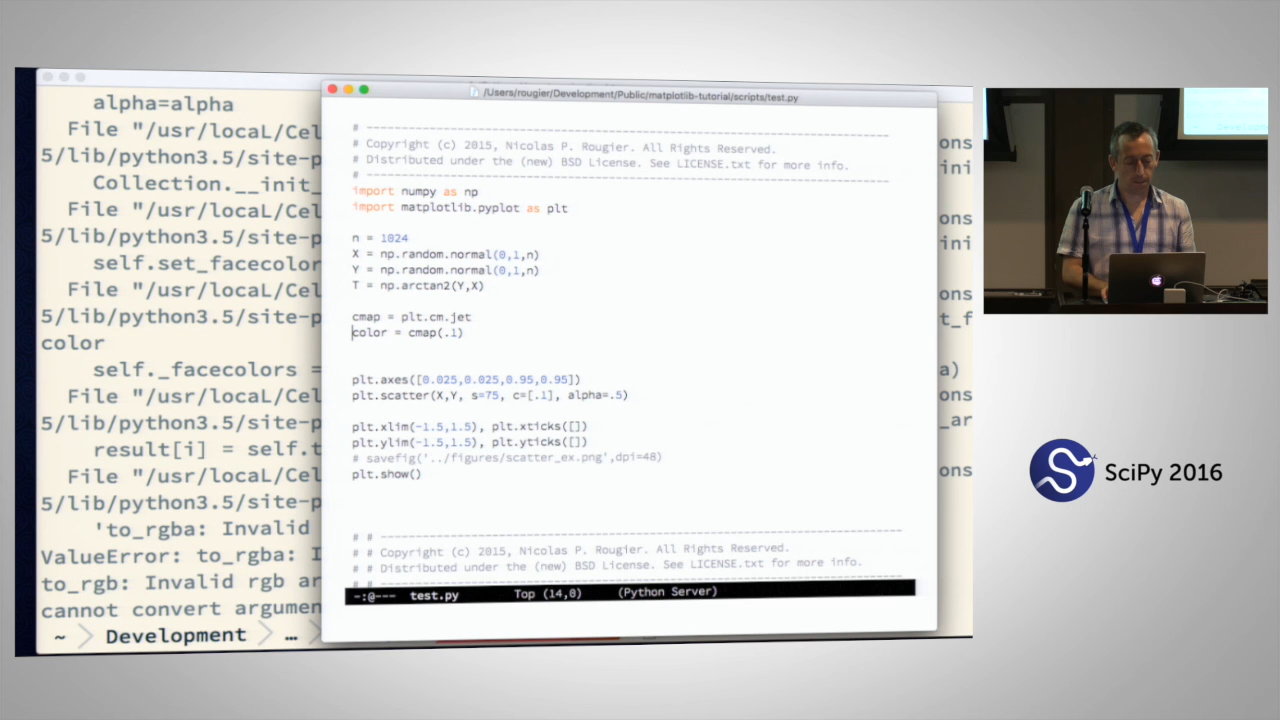 alpha=alpha
File "/usr/locaL/Cel
5/lib/python3.5/site-p
Collection.__init_
File "/usr/locaL/Cel
5/lib/python3.5/site-p
self.set_facecolor
File "/usr/locaL/Cel
5/lib/python3.5/site-p
color
self._facecolors =
File "/usr/locaL/Cel
5/lib/python3.5/site-p
result[i] = self.t
File "/usr/locaL/Cel
5/lib/python3.5/site-p
'to_rgba: Invalid
ValueError: to_rgba: I
to_rgb: Invalid rgb ar
cannot convert argumen
~ Development …
/Users/rougier/Development/Public/matplotlib-tutorial/scripts/test.py
# -----------------------------------------------------------------------------
# Copyright (c) 2015, Nicolas P. Rougier. All Rights Reserved.
# Distributed under the (new) BSD License. See LICENSE.txt for more info.
# -----------------------------------------------------------------------------
import numpy as np
import matplotlib.pyplot as plt
n = 1024
X = np.random.normal(0,1,n)
Y = np.random.normal(0,1,n)
T = np.arctan2(Y,X)
cmap = plt.cm.jet
color = cmap(.1)
plt.axes([0.025,0.025,0.95,0.95])
plt.scatter(X,Y, s=75, c=[.1], alpha=.5)
plt.xlim(-1.5,1.5), plt.xticks([])
plt.ylim(-1.5,1.5), plt.yticks([])
# savefig('../figures/scatter_ex.png',dpi=48)
plt.show()
# # -----------------------------------------------------------------------------
# # Copyright (c) 2015, Nicolas P. Rougier. All Rights Reserved.
# # Distributed under the (new) BSD License. See LICENSE.txt for more info.
# # -----------------------------------------------------------------------------
-:@--- test.py Top (14,0) (Python Server)
ons
ini
ons
ini
ons
t_f
a)
ons
_ar
ons
SciPy 2016